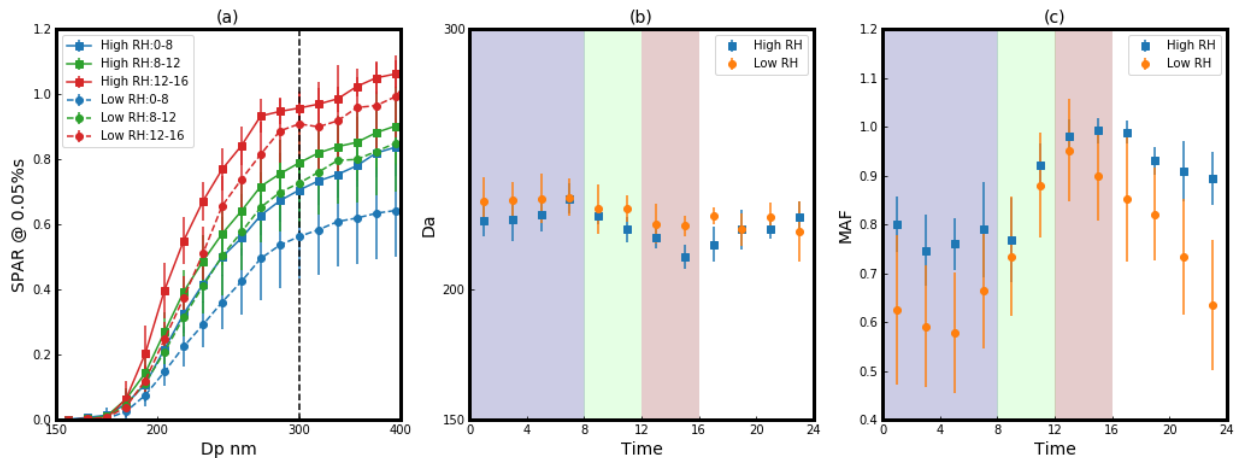 (a)
SPAR @ 0.05%s
1.2
1.0
0.8
0.6
0.4
0.2
0.0
High RH:0-8
High RH:8-12
High RH:12-16
Low RH:0-8
Low RH:8-12
Low RH:12-16
150
200
300
400
Dp nm
(b)
Da
300
200
150
High RH
Low RH
0
4
8
12
16
20
24
Time
(c)
MAF
1.2
1.1
1.0
0.9
0.8
0.7
0.6
0.5
0.4
High RH
Low RH
0
4
8
12
16
20
24
Time